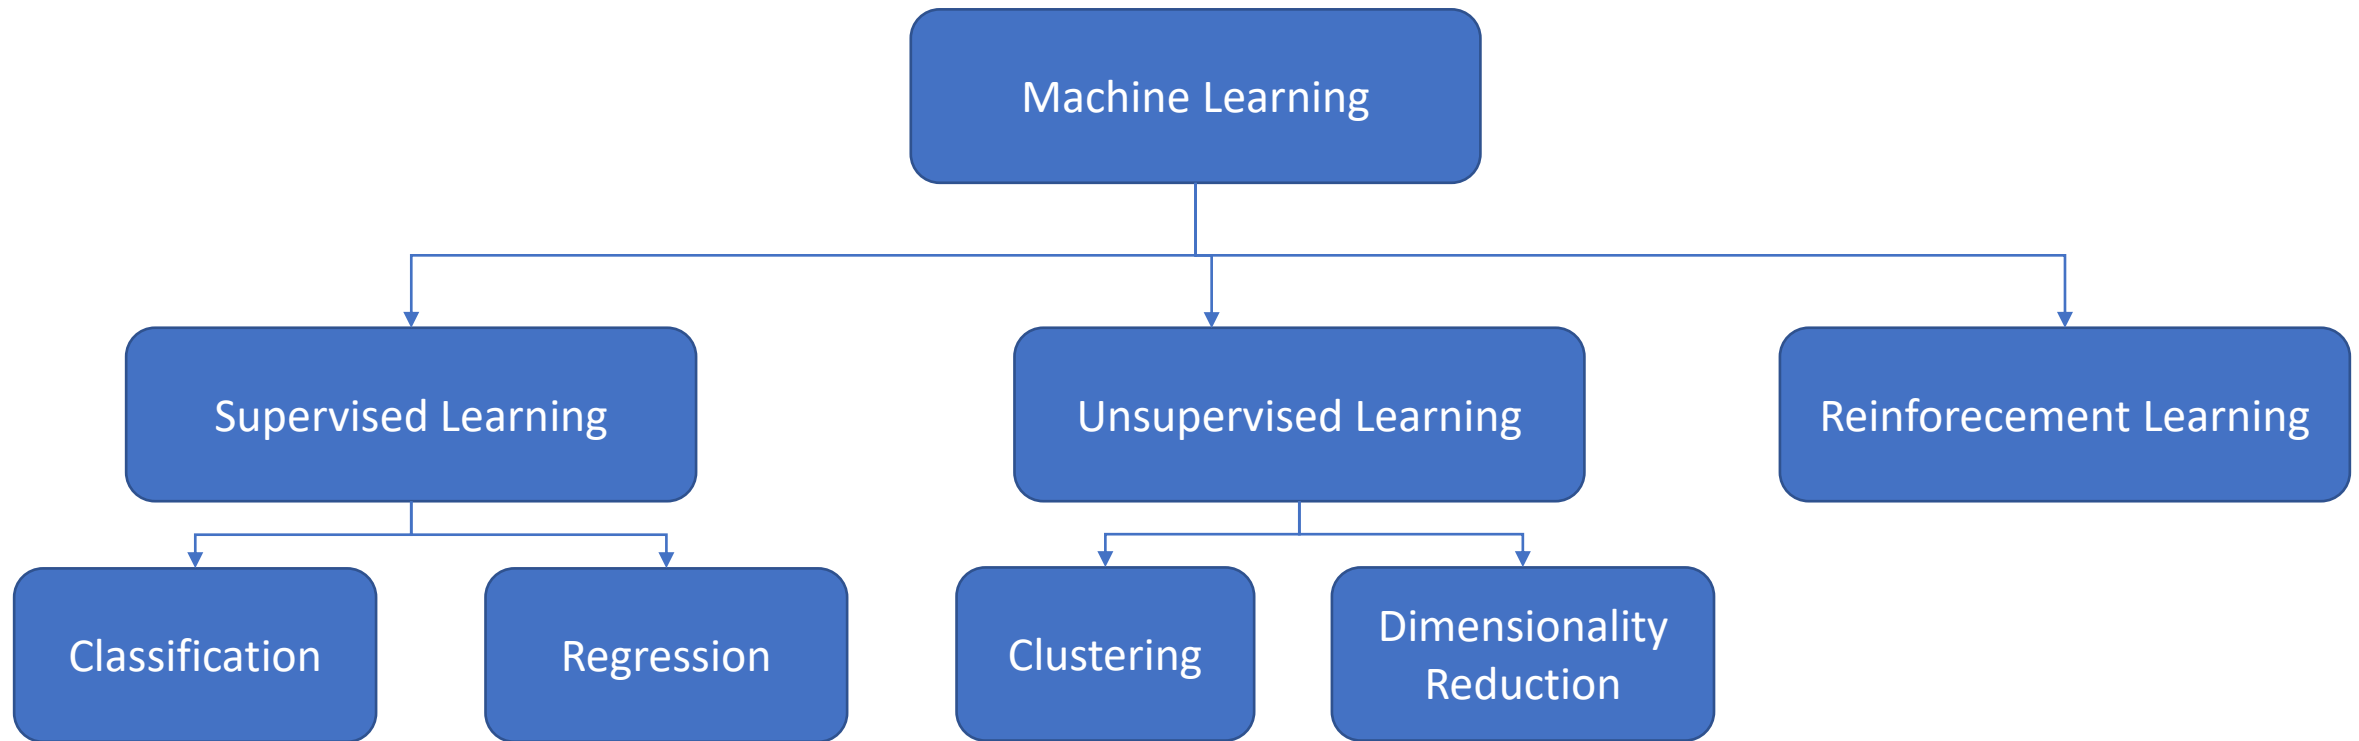 Machine Learning
Supervised Learning
Unsupervised Learning
Reinforecement Learning
Classification
Regression
Clustering
Dimensionality
Reduction